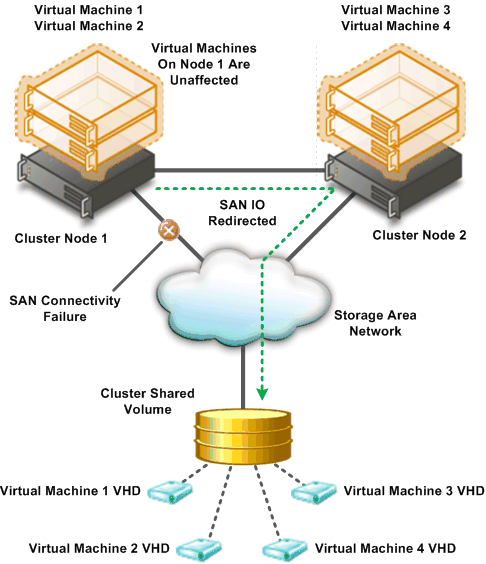 Virtual Machine 1
Virtual Machine 2
Virtual Machine 3
Virtual Machine 4
Virtual Machines
On Node 1 Are
Unaffected
SAN IO
Redirected
Cluster Node 1
Cluster Node 2
SAN Connectivity
Failure
Storage Area
Network
Cluster Shared
Volume
Virtual Machine 1 VHD
Virtual Machine 3 VHD
Virtual Machine 2 VHD
Virtual Machine 4 VHD